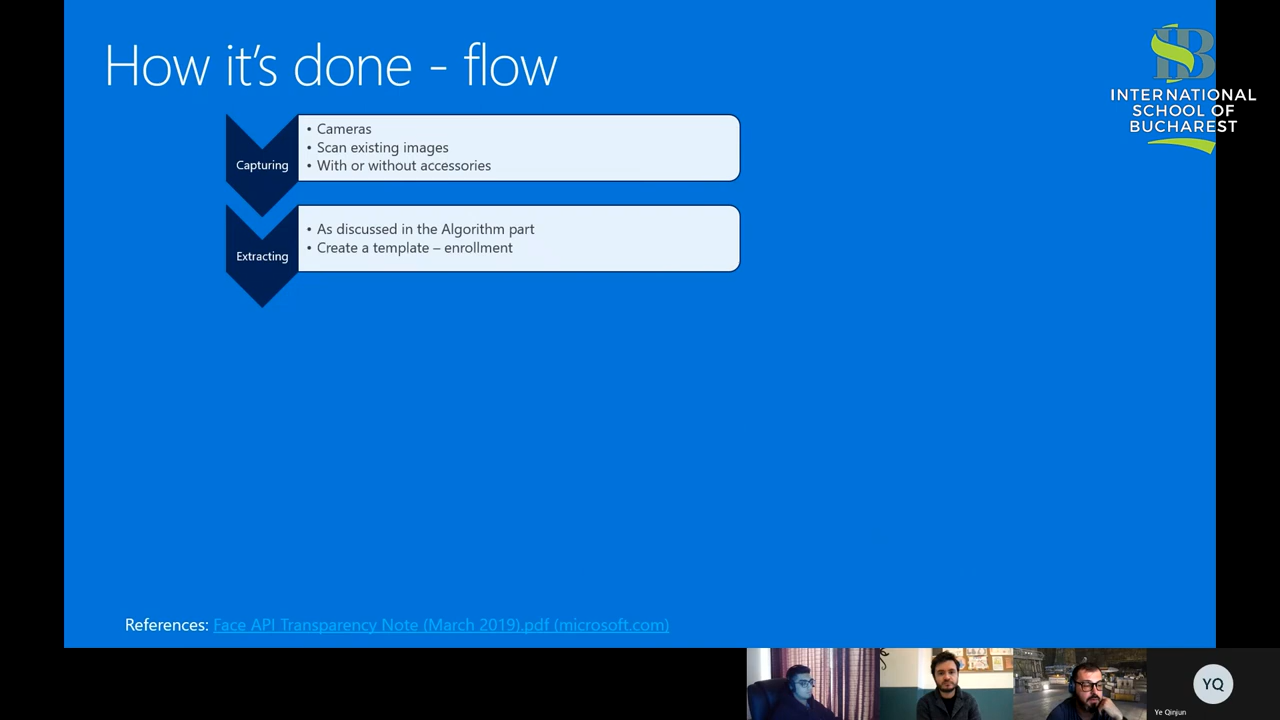 How it's done - flow
ISB
INTERNATIONAL
SCHOOL OF
BUCHAREST
Capturing
• Cameras
• Scan existing images
• With or without accessories
Extracting
• As discussed in the Algorithm part
• Create a template – enrollment
References: Face API Transparency Note (March 2019).pdf (microsoft.com)
YQ
Ye Qinjun